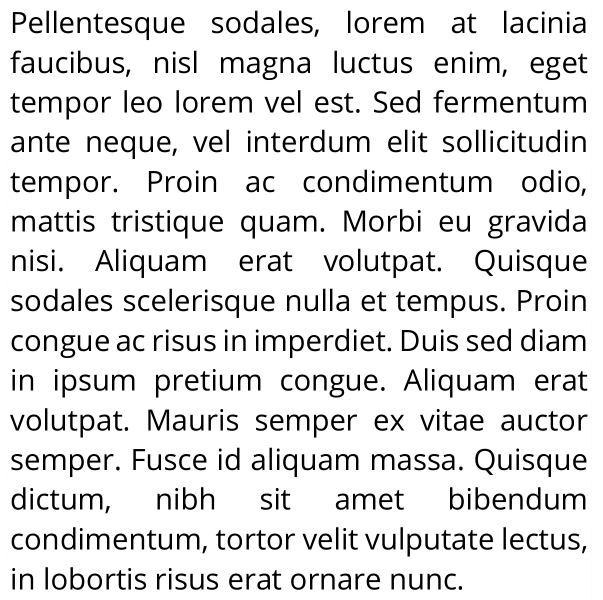 Pellentesque sodales, lorem at lacinia
faucibus, nisl magna luctus enim, eget
tempor leo lorem vel est. Sed fermentum
ante neque, vel interdum elit sollicitudin
tempor. Proin ac condimentum odio,
mattis tristique quam. Morbi eu gravida
nisi. Aliquam erat volutpat. Quisque
sodales scelerisque nulla et tempus. Proin
congue ac risus in imperdiet. Duis sed diam
in ipsum pretium congue. Aliquam erat
volutpat. Mauris semper ex vitae auctor
semper. Fusce id aliquam massa. Quisque
dictum, nibh sit amet bibendum
condimentum, tortor velit vulputate lectus,
in lobortis risus erat ornare nunc.